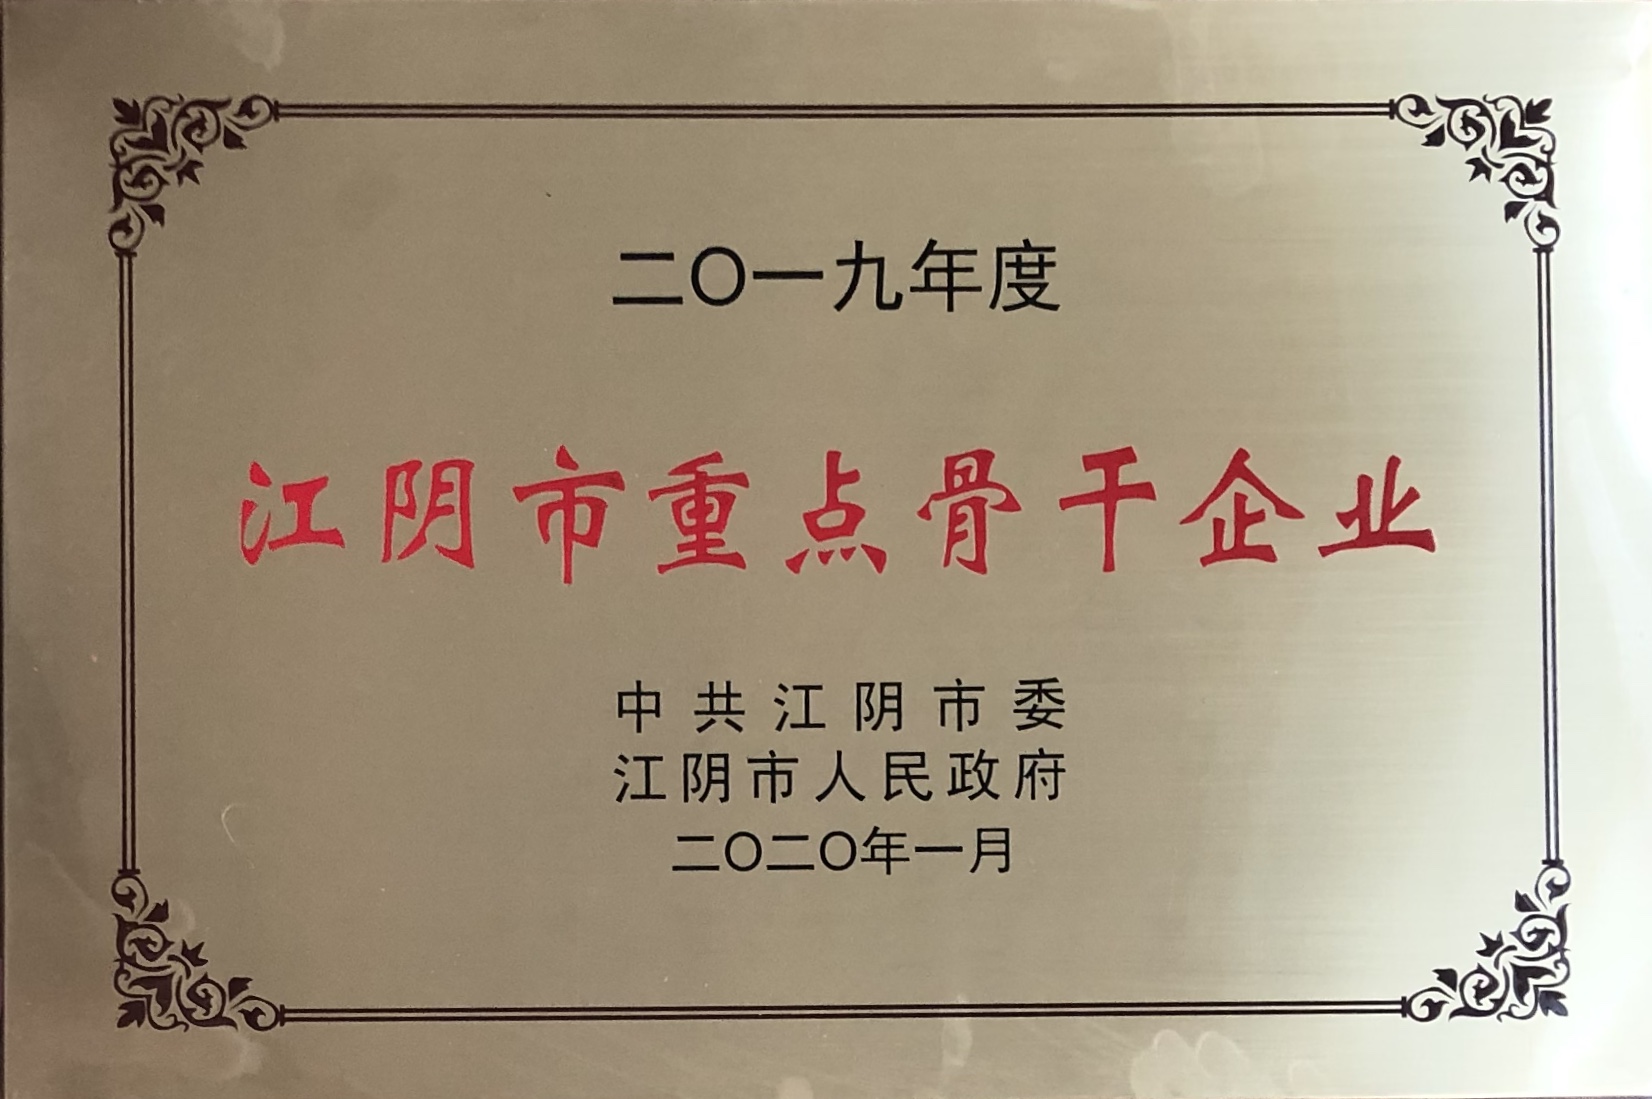 二〇一九年度
江阴市重点骨干企业
中共江阴市委
江阴市人民政府
二〇二〇年一月